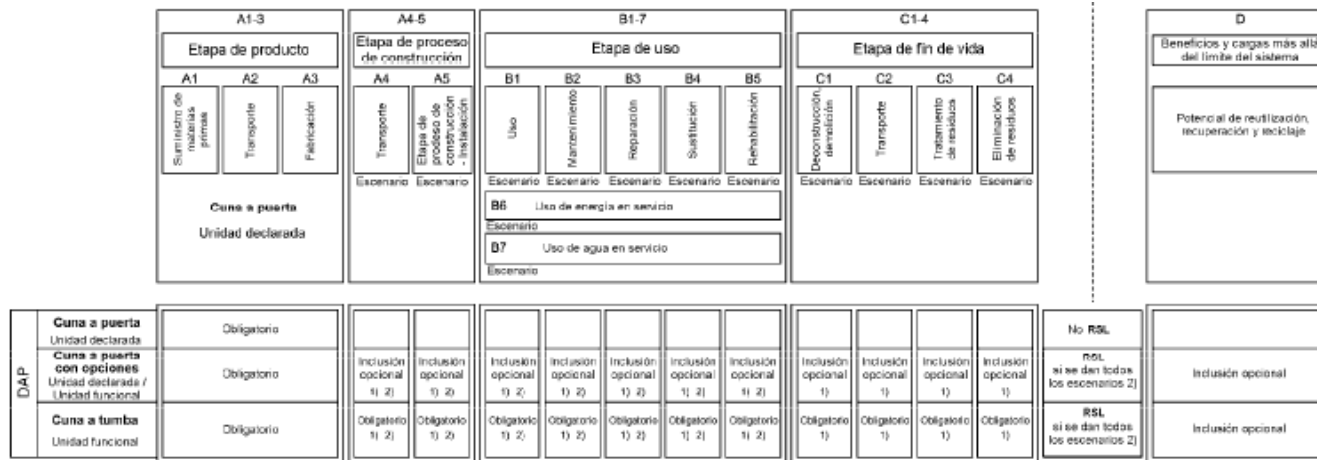 A1-3
A4-5
B1-7
C1-4
D
Etapa de producto
Etapa de proceso
de construcción
Etapa de uso
Etapa de fin de vida
Beneficios y cargas más allá
del límite del sistema
A1
A2
A3
A4
A5
B1
B2
B3
B4
B5
C1
C2
C3
C4
Suministro de
materias
primas
Transporte
Fabricación
Transporte
Etapa de
prodeso de
construcción
- Instalación
Uso
Mantenimiento
Reparación
Sustitución
Rehabilitación
Deconstrucción,
demolición
Transporte
Tratamiento
de residuos
Eliminación
de residuos
Potencial de reutilización,
recuperación y reciclaje
Escenario
Escenario
Escenario
Escenario
Escenario
Escenario
Escenario
Escenario
Escenario
Escenario
Escenario
Cuna a puerta
Unidad declarada
B6 Uso de energía en servicio
Escenario
B7 Uso de agua en servicio
Escenario
DAP
Cuna a puerta
Unidad declarada
Obligatorio
No RSL
Cuna a puerta
con opciones
Unidad declarada /
Unidad funcional
Obligatorio
Inclusión
opcional
1) 2)
Inclusión
opcional
1) 2)
Inclusión
opcional
1) 2)
Inclusión
opcional
1) 2)
Inclusión
opcional
1) 2)
Inclusión
opcional
1) 2)
Inclusión
opcional
1) 2)
Inclusión
opcional
1)
Inclusión
opcional
1)
Inclusión
opcional
1)
Inclusión
opcional
1)
RSL
si se dan todos
los escenarios 2)
Inclusión opcional
Cuna a tumba
Unidad funcional
Obligatorio
Obligatorio
1) 2)
Obligatorio
1) 2)
Obligatorio
1) 2)
Obligatorio
1) 2)
Obligatorio
1) 2)
Obligatorio
1) 2)
Obligatorio
1) 2)
Obligatorio
1)
Obligatorio
1)
Obligatorio
1)
Obligatorio
1)
RSL
si se dan todos
los escenarios 2)
Inclusión opcional